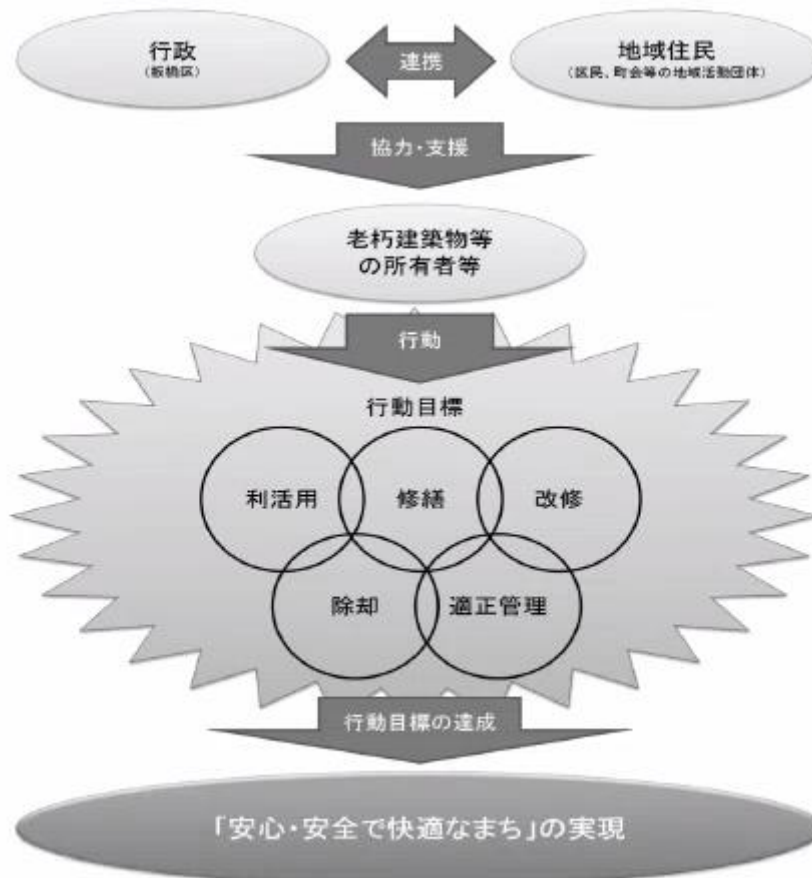 行政
(板橋区)
連携
地域住民
(区民、町会等の地域活動団体)
協力・支援
老朽建築物等
の所有者等
行動
行動目標
利活用
修繕
改修
除却
適正管理
行動目標の達成
「安心・安全で快適なまち」の実現